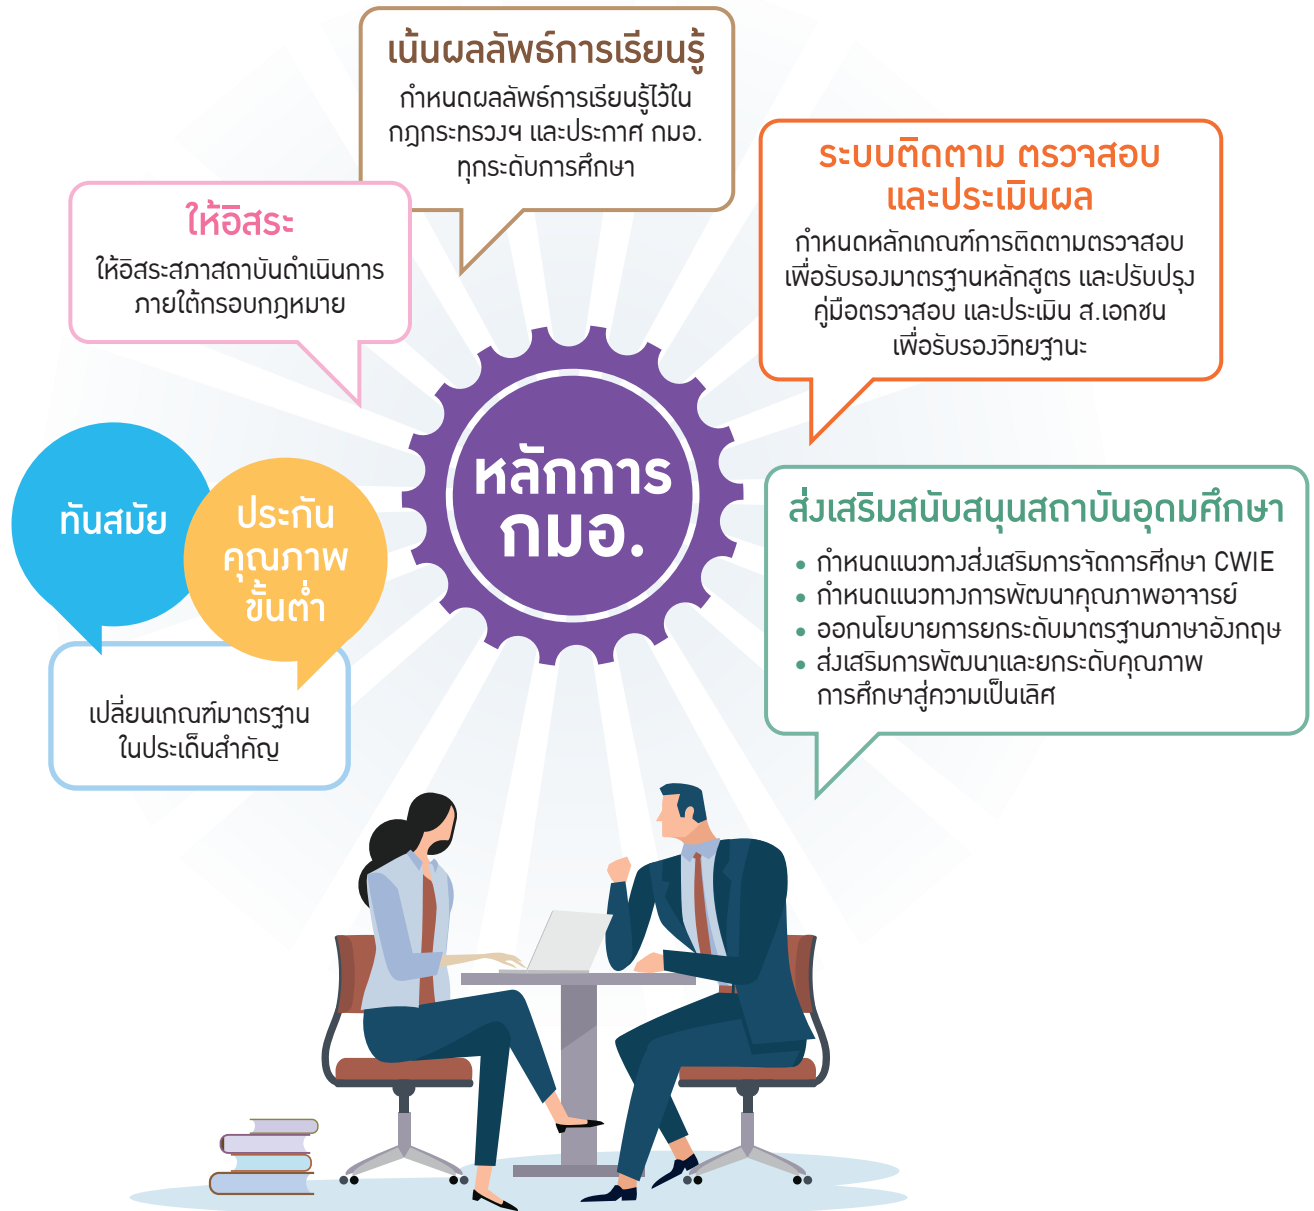 เน้นผลลัพธ์การเรียนรู้
กำหนดผลลัพธ์การเรียนรู้ไว้ใน
กฎกระทรวงฯ และประกาศ กมอ.
ทุกระดับการศึกษา
ระบบติดตาม ตรวจสอบ
และประเมินผล
กำหนดหลักเกณฑ์การติดตามตรวจสอบ
เพื่อรับรองมาตรฐานหลักสูตร และปรับปรุง
คู่มือตรวจสอบ และประเมิน ส.เอกชน
เพื่อรับรองวิทยฐานะ
ให้อิสระ
ให้อิสระสภาสถาบันดำเนินการ
ภายใต้กรอบกฎหมาย
หลักการ
กมอ.
ทันสมัย
ประกัน
คุณภาพ
ขั้นต่ำ
เปลี่ยนเกณฑ์มาตรฐาน
ในประเด็นสำคัญ
ส่งเสริมสนับสนุนสถาบันอุดมศึกษา
• กำหนดแนวทางส่งเสริมการจัดการศึกษา CWIE
• กำหนดแนวทางการพัฒนาคุณภาพอาจารย์
• ออกนโยบายการยกระดับมาตรฐานภาษาอังกฤษ
• ส่งเสริมการพัฒนาและยกระดับคุณภาพ
การศึกษาสู่ความเป็นเลิศ